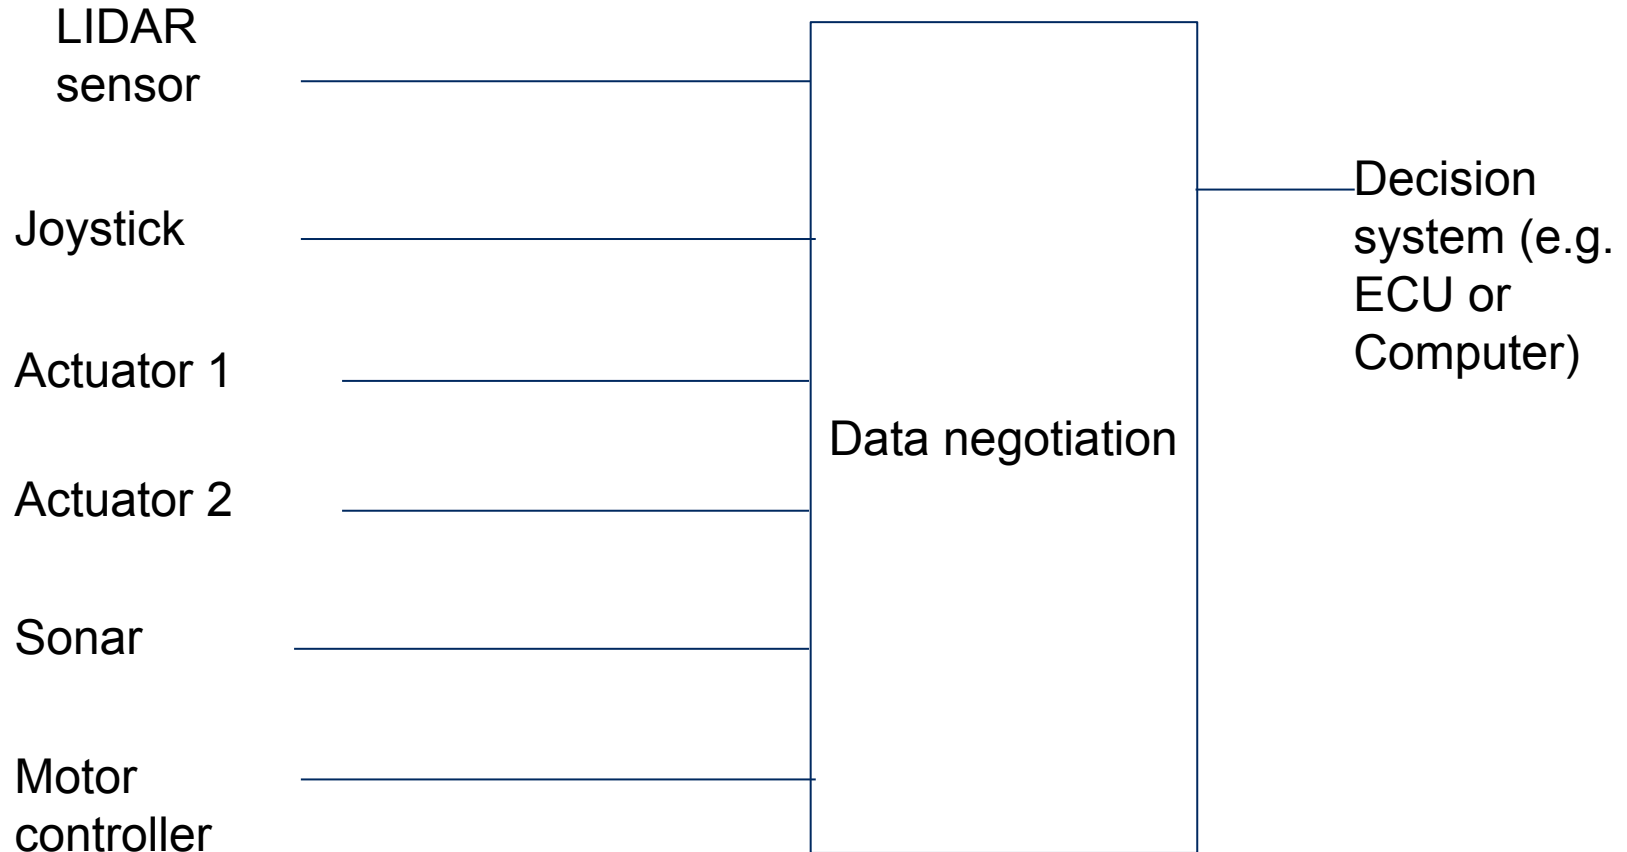 LIDAR
sensor
Joystick
Actuator 1
Actuator 2
Sonar
Motor
controller
Data negotiation
Decision
system (e.g.
ECU or
Computer)